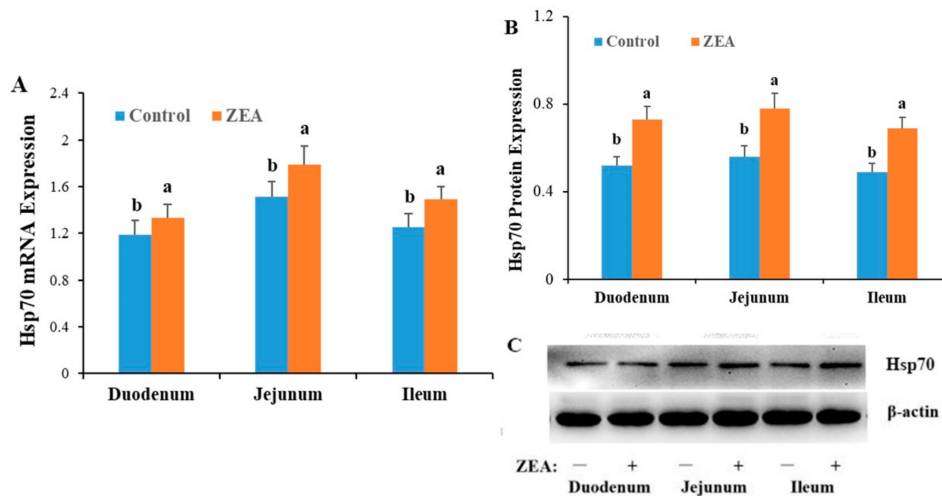 A
Hsp70 mRNA Expression
2.4
2
1.6
1.2
0.8
0.4
0
Control ZEA
b a b a b a
Duodenum Jejunum Ileum
B
Hsp70 Protein Expression
1.2
0.8
0.4
0
Control ZEA
b a b a b a
Duodenum Jejunum Ileum
C
Hsp70
β-actin
ZEA: — + — + — +
Duodenum Jejunum Ileum